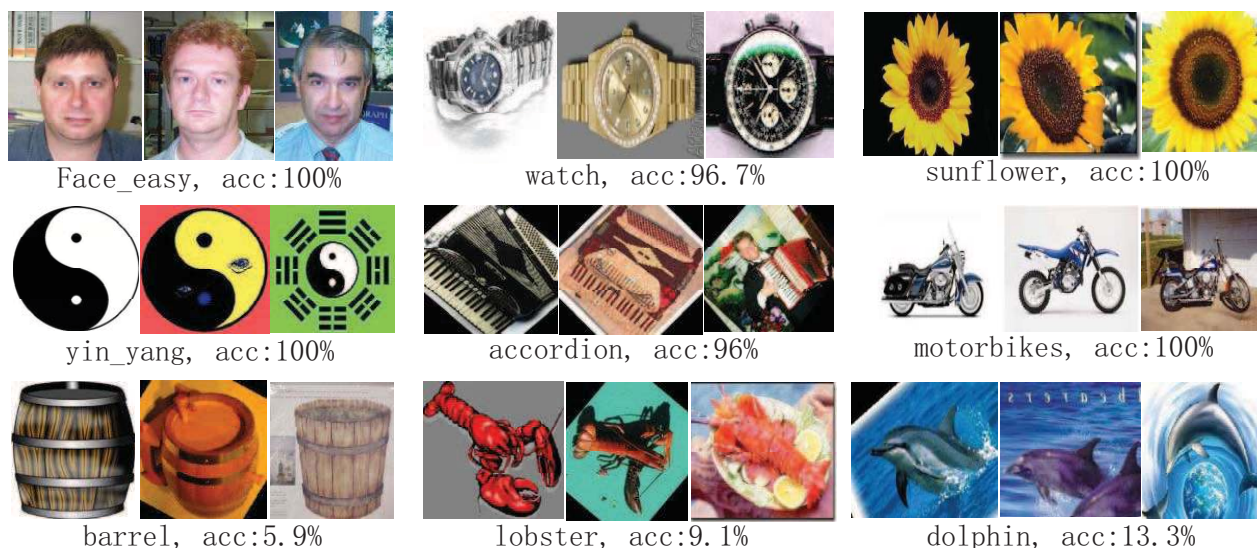 GRAPH
Face_easy, acc:100%
watch, acc:96.7%
sunflower, acc:100%
yin_yang, acc:100%
accordion, acc:96%
motorbikes, acc:100%
barrel, acc:5.9%
lobster, acc:9.1%
dolphin, acc:13.3%